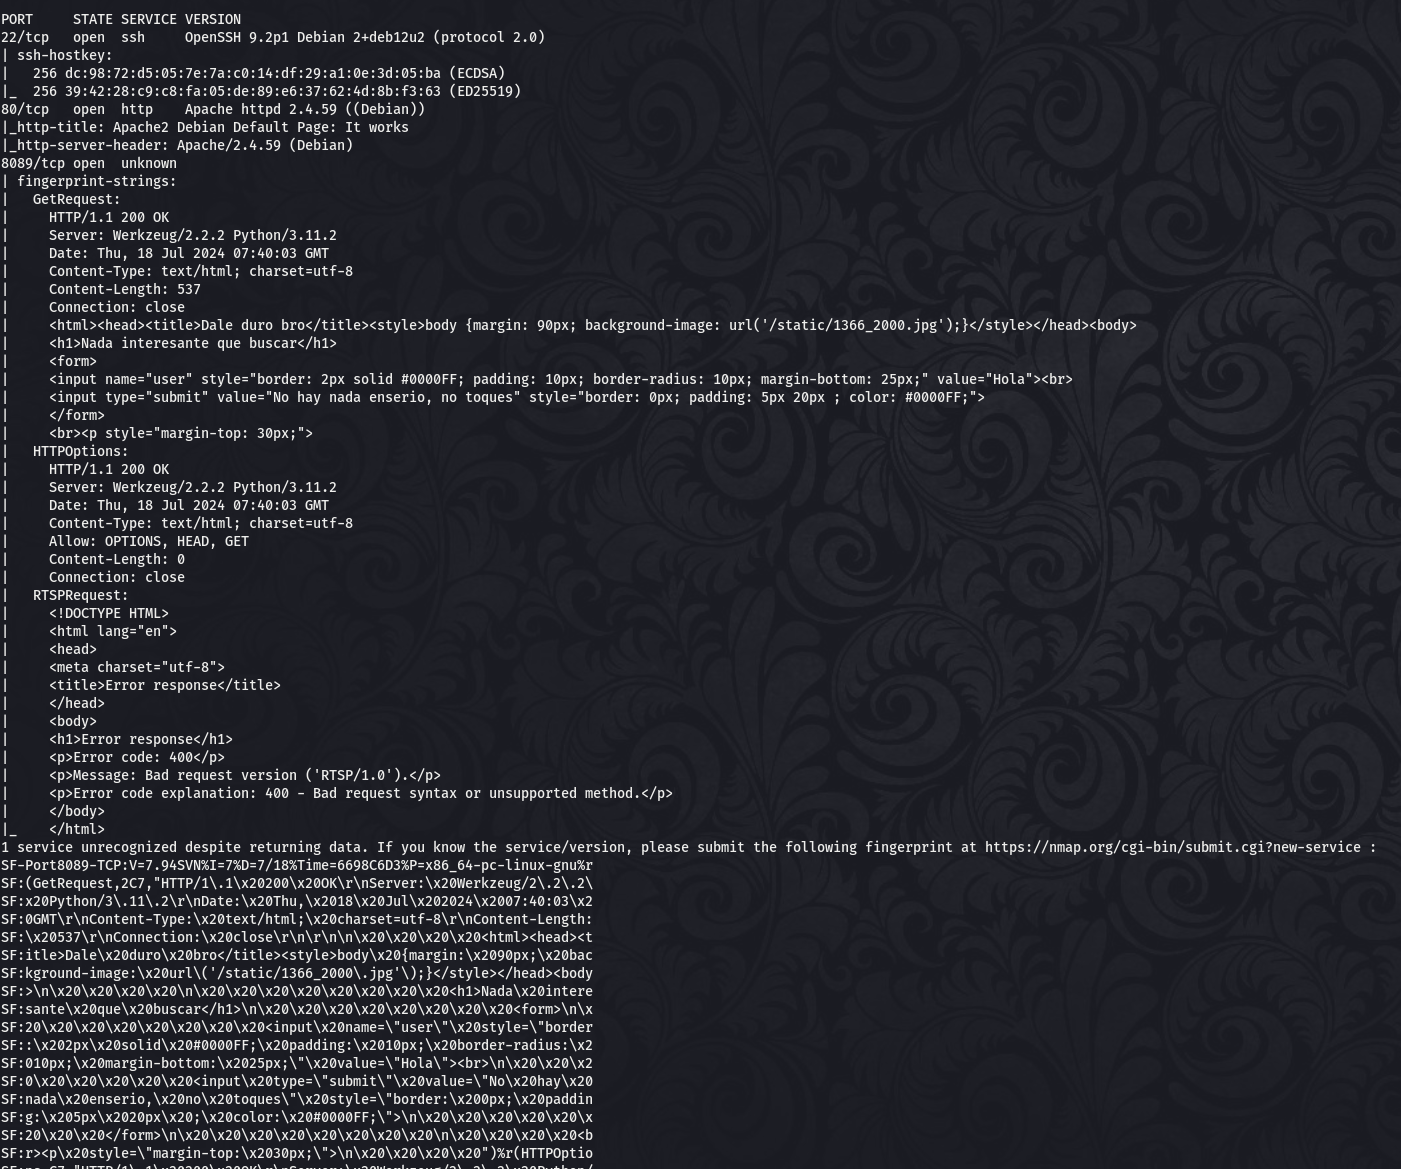 PORT     STATE SERVICE VERSION
22/tcp   open  ssh     OpenSSH 9.2p1 Debian 2+deb12u2 (protocol 2.0)
| ssh-hostkey:
|   256 dc:98:72:d5:05:7e:7a:c0:14:df:29:a1:0e:3d:05:ba (ECDSA)
|_  256 39:42:28:c9:c8:fa:05:de:89:e6:37:62:4d:8b:f3:63 (ED25519)
80/tcp   open  http    Apache httpd 2.4.59 ((Debian))
|_http-title: Apache2 Debian Default Page: It works
|_http-server-header: Apache/2.4.59 (Debian)
8089/tcp open  unknown
| fingerprint-strings:
|   GetRequest:
|     HTTP/1.1 200 OK
|     Server: Werkzeug/2.2.2 Python/3.11.2
|     Date: Thu, 18 Jul 2024 07:40:03 GMT
|     Content-Type: text/html; charset=utf-8
|     Content-Length: 537
|     Connection: close
|     <html><head><title>Dale duro bro</title><style>body {margin: 90px; background-image: url('/static/1366_2000.jpg');}</style></head><body>
|     <h1>Nada interesante que buscar</h1>
|     <form>
|     <input name="user" style="border: 2px solid #0000FF; padding: 10px; border-radius: 10px; margin-bottom: 25px;" value="Hola"><br>
|     <input type="submit" value="No hay nada enserio, no toques" style="border: 0px; padding: 5px 20px ; color: #0000FF;">
|     </form>
|     <br><p style="margin-top: 30px;">
|   HTTPOptions:
|     HTTP/1.1 200 OK
|     Server: Werkzeug/2.2.2 Python/3.11.2
|     Date: Thu, 18 Jul 2024 07:40:03 GMT
|     Content-Type: text/html; charset=utf-8
|     Allow: OPTIONS, HEAD, GET
|     Content-Length: 0
|     Connection: close
|   RTSPRequest:
|     <!DOCTYPE HTML>
|     <html lang="en">
|     <head>
|     <meta charset="utf-8">
|     <title>Error response</title>
|     </head>
|     <body>
|     <h1>Error response</h1>
|     <p>Error code: 400</p>
|     <p>Message: Bad request version ('RTSP/1.0').</p>
|     <p>Error code explanation: 400 - Bad request syntax or unsupported method.</p>
|     </body>
|_    </html>
1 service unrecognized despite returning data. If you know the service/version, please submit the following fingerprint at https://nmap.org/cgi-bin/submit.cgi?new-service :
SF-Port8089-TCP:V=7.94SVN%I=7%D=7/18%Time=6698C6D3%P=x86_64-pc-linux-gnu%r
SF:(GetRequest,2C7,"HTTP/1\.1\x20200\x20OK\r\nServer:\x20Werkzeug/2\.2\.2\
SF:x20Python/3\.11\.2\r\nDate:\x20Thu,\x2018\x20Jul\x202024\x2007:40:03\x2
SF:0GMT\r\nContent-Type:\x20text/html;\x20charset=utf-8\r\nContent-Length:
SF:\x20537\r\nConnection:\x20close\r\n\r\n\n\x20\x20\x20\x20<html><head><t
SF:itle>Dale\x20duro\x20bro</title><style>body\x20{margin:\x2090px;\x20bac
SF:kground-image:\x20url\('/static/1366_2000\.jpg'\);}</style></head><body
SF:>\n\x20\x20\x20\x20\n\x20\x20\x20\x20\x20\x20\x20\x20<h1>Nada\x20intere
SF:sante\x20que\x20buscar</h1>\n\x20\x20\x20\x20\x20\x20\x20\x20<form>\n\x
SF:20\x20\x20\x20\x20\x20\x20\x20<input\x20name=\"user\"\x20style=\"border
SF::\x202px\x20solid\x20#0000FF;\x20padding:\x2010px;\x20border-radius:\x2
SF:010px;\x20margin-bottom:\x2025px;\"\x20value=\"Hola\"><br>\n\x20\x20\x2
SF:0\x20\x20\x20\x20\x20<input\x20type=\"submit\"\x20value=\"No\x20hay\x20
SF:nada\x20enserio,\x20no\x20toques\"\x20style=\"border:\x200px;\x20paddin
SF:g:\x205px\x2020px\x20;\x20color:\x20#0000FF;\">\n\x20\x20\x20\x20\x20\x
SF:20\x20\x20</form>\n\x20\x20\x20\x20\x20\x20\x20\x20\n\x20\x20\x20\x20<b
SF:r><p\x20style=\"margin-top:\x2030px;\">\n\x20\x20\x20\x20")%r(HTTPOptio